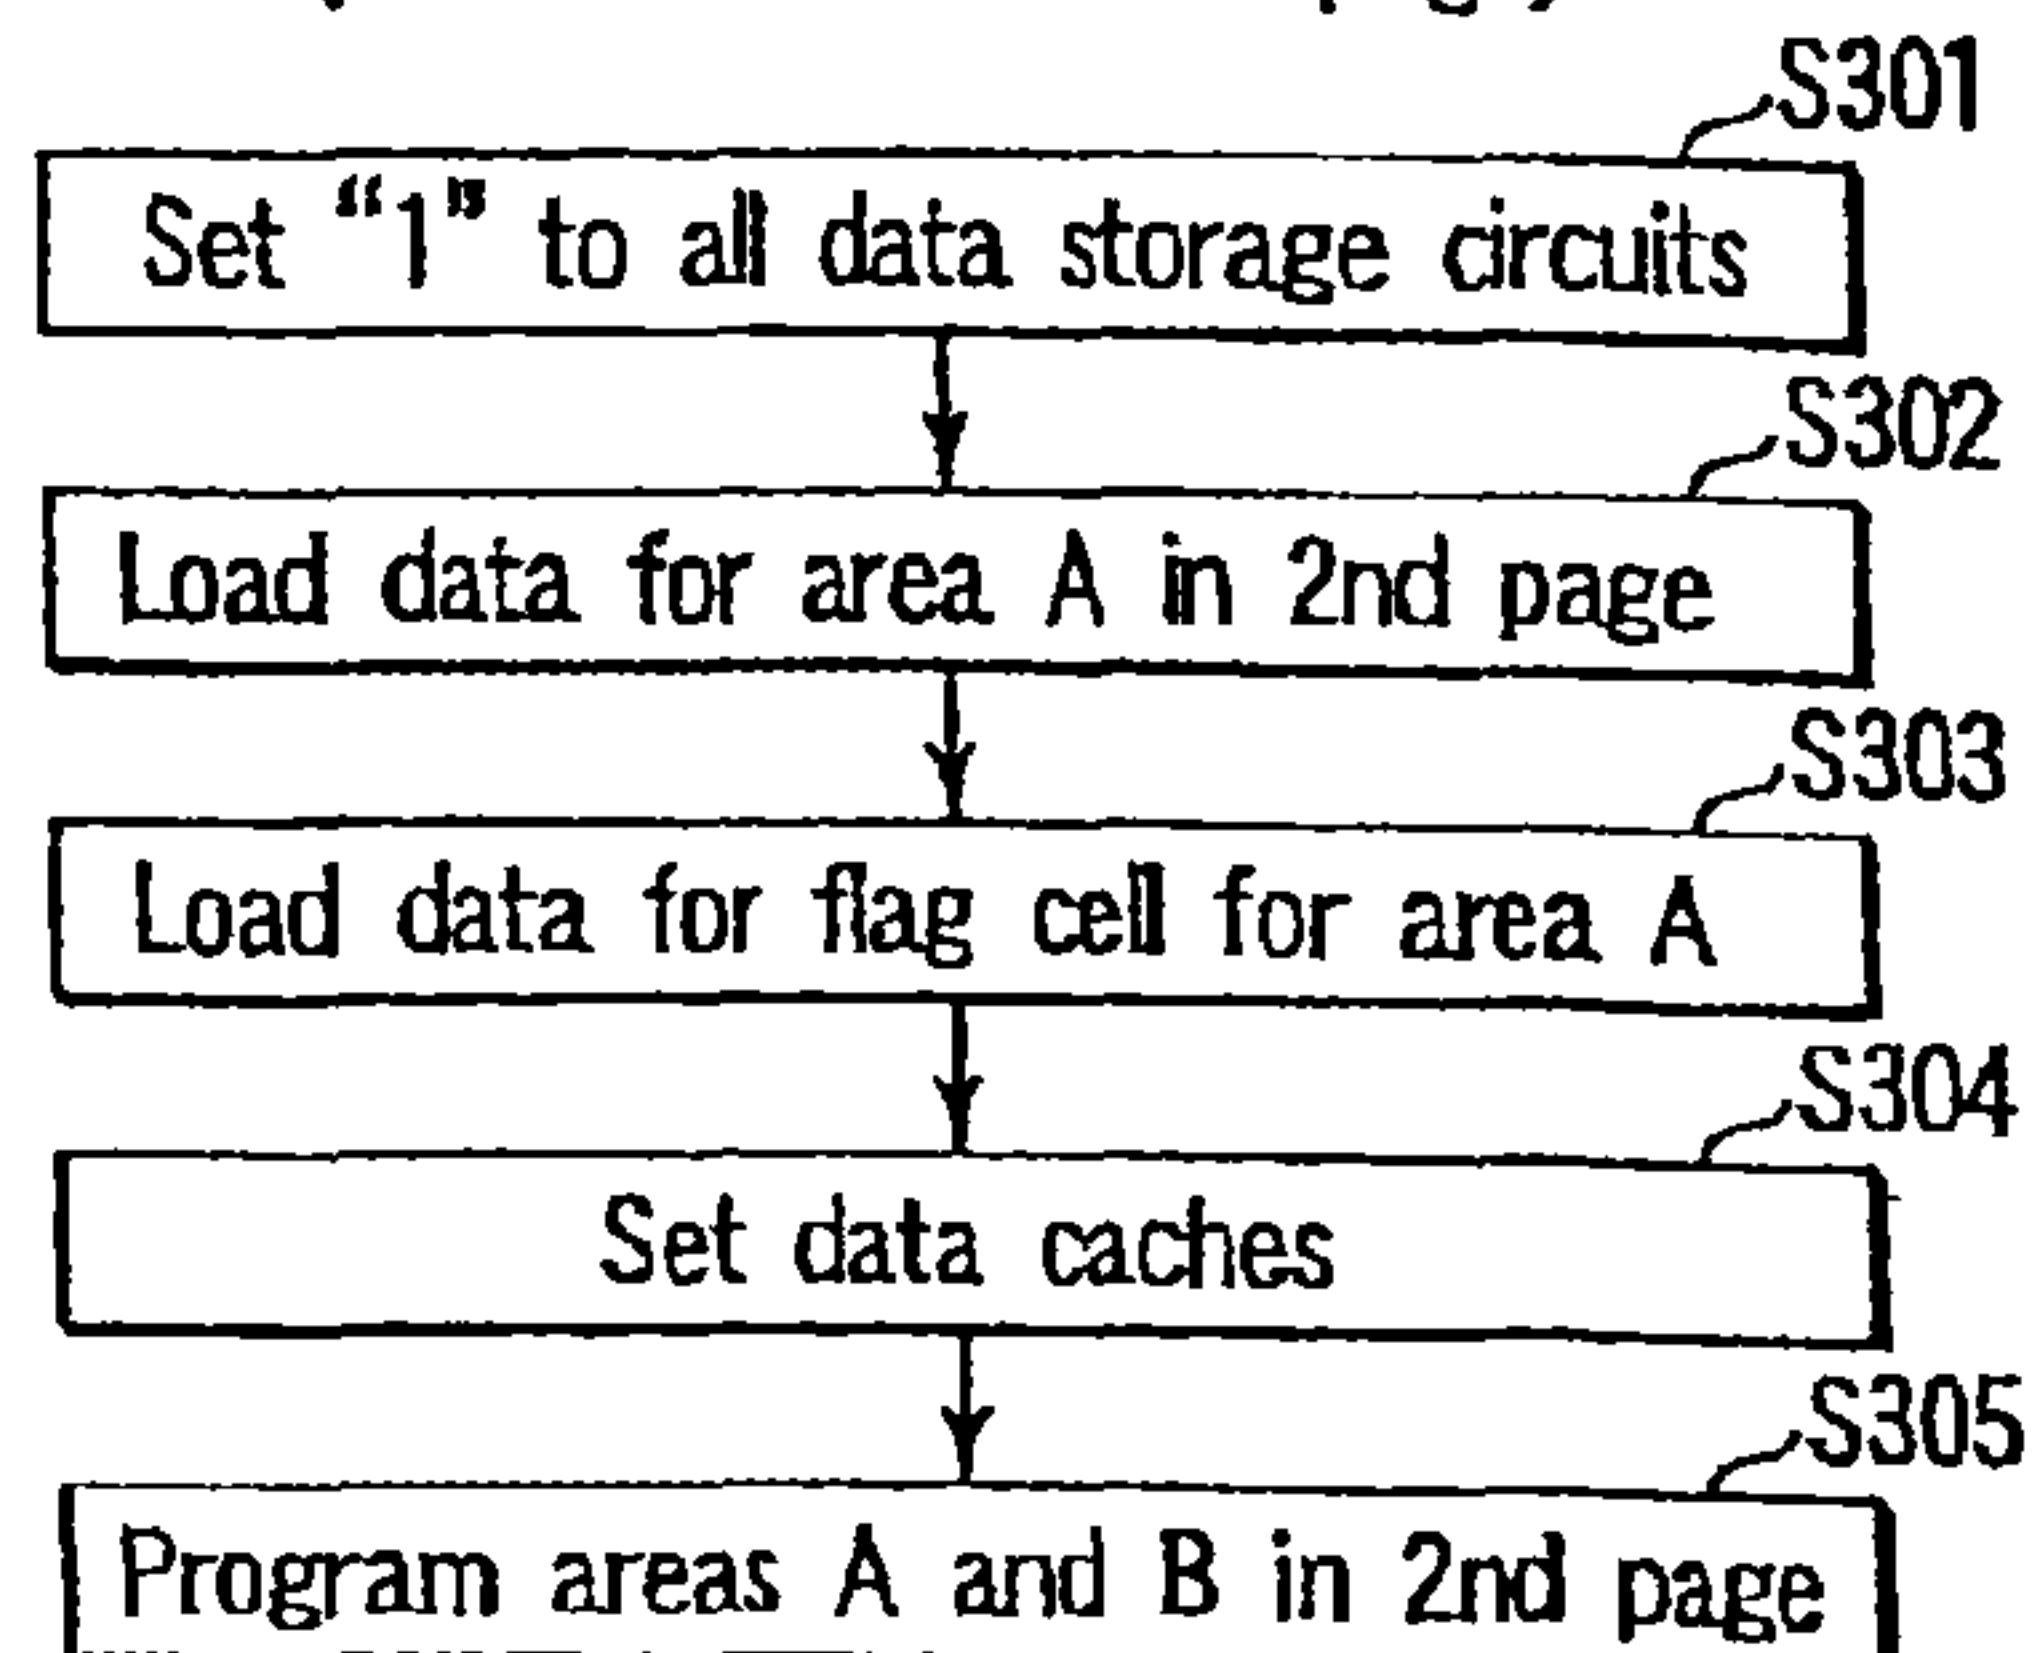 S301
Set “1” to all data storage circuits
S302
Load data for area A in 2nd page
S303
Load data for flag cell for area A
S304
Set data caches
S305
Program areas A and B in 2nd page